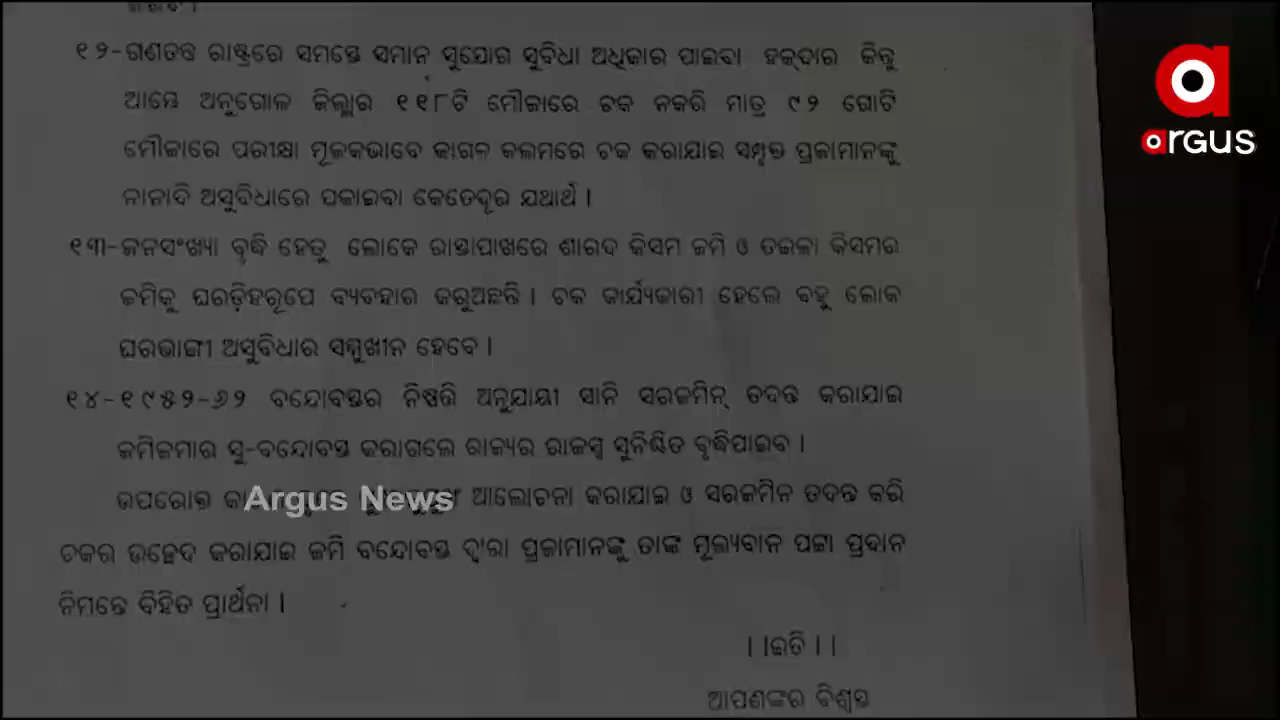 କରିବା ।
୧୨-ଗଣତନ୍ତ୍ର ରାଷ୍ଟ୍ରରେ ସମସ୍ତେ ସମାନ ସୁଯୋଗ ସୁବିଧା ଅଧିକାର ପାଇବା ହକ୍‌ଦାର କିନ୍ତୁ
ଆମ୍ଭେ ଅନୁଗୋଳ ଜିଲ୍ଲାର ୧୧୮ଟି ମୌଜାରେ ଚକ ନକରି ମାତ୍ର ୯୨ ଗୋଟି
ମୌଜାରେ ପରୀକ୍ଷା ମୂଳକଭାବେ କାଗଜ କଲମରେ ଚକ କରାଯାଇ ସମ୍ପୃକ୍ତ ପ୍ରଜାମାନଙ୍କୁ
ନାନାଦି ଅସୁବିଧାରେ ପକାଇବା କେତେଦୂର ଯଥାର୍ଥ ।
୧୩-ଜନସଂଖ୍ୟା ବୃଦ୍ଧି ହେତୁ ଲୋକେ ରାସ୍ତାପାଖରେ ଶାରଦ କିସମ ଜମି ଓ ତଇଳା କିସମର
ଜମିକୁ ଘରଡ଼ିହରୂପେ ବ୍ୟବହାର କରୁଅଛନ୍ତି । ଚକ କାର୍ଯ୍ୟକାରୀ ହେଲେ ବହୁ ଲୋକ
ଘରଭାଙ୍ଗୀ ଅସୁବିଧାର ସମ୍ମୁଖୀନ ହେବେ ।
୧୪-୧୯୫୨-୬୨ ବନ୍ଦୋବସ୍ତର ନିଷ୍ପତ୍ତି ଅନୁଯାୟୀ ସାନି ସରଜମିନ୍ ତଦନ୍ତ କରାଯାଇ
ଜମିଜମାର ସୁ-ବନ୍ଦୋବସ୍ତ କରାଗଲେ ରାଜ୍ୟର ରାଜସ୍ୱ ସୁନିଶ୍ଚିତ ବୃଦ୍ଧିପାଇବ ।
ଉପରୋକ୍ତ Argus News ଆଲୋଚନା କରାଯାଇ ଓ ସରଜମିନ ତଦନ୍ତ କରି
ଚକର ଉଚ୍ଛେଦ କରାଯାଇ ଜମି ବନ୍ଦୋବସ୍ତ ଦ୍ୱାରା ପ୍ରଜାମାନଙ୍କୁ ତାଙ୍କ ମୂଲ୍ୟବାନ ପଟ୍ଟା ପ୍ରଦାନ
ନିମନ୍ତେ ବିହିତ ପ୍ରାର୍ଥନା ।
।।ଇତି ।।
ଆପଣଙ୍କର ବିଶ୍ୱସ୍ତ
argus